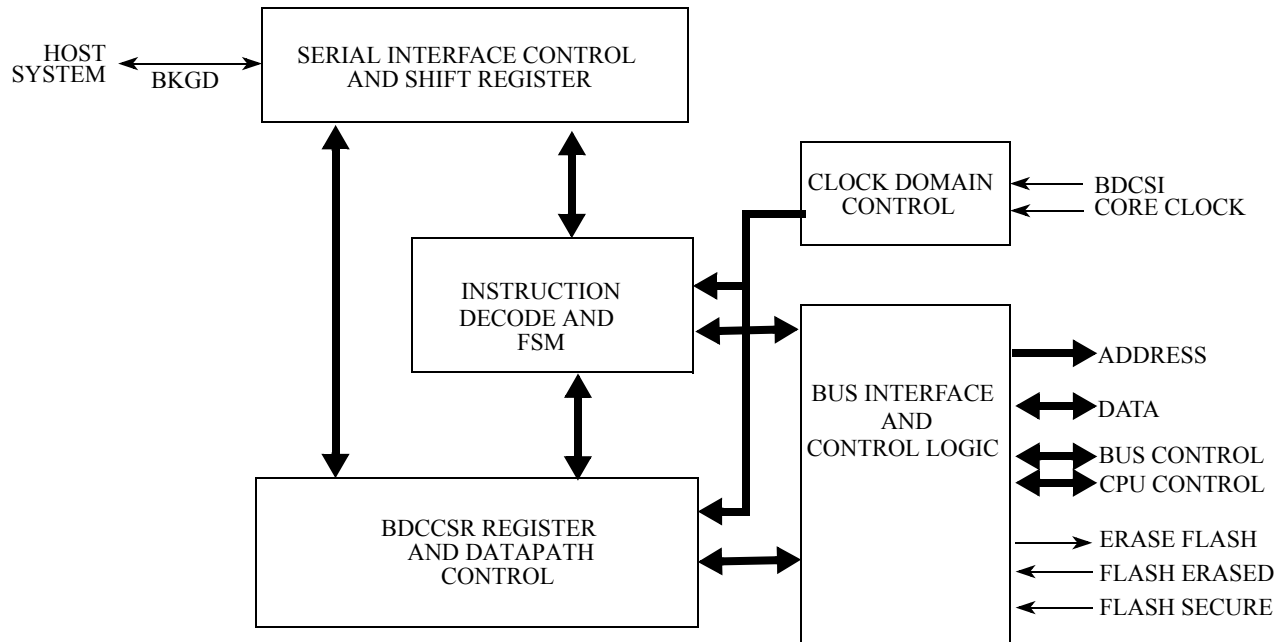 HOST
SYSTEM
BKGD
SERIAL INTERFACE CONTROL
AND SHIFT REGISTER
CLOCK DOMAIN
CONTROL
BDCSI
CORE CLOCK
INSTRUCTION
DECODE AND
FSM
BUS INTERFACE
AND
CONTROL LOGIC
ADDRESS
DATA
BUS CONTROL
CPU CONTROL
ERASE FLASH
FLASH ERASED
FLASH SECURE
BDCCSR REGISTER
AND DATAPATH
CONTROL